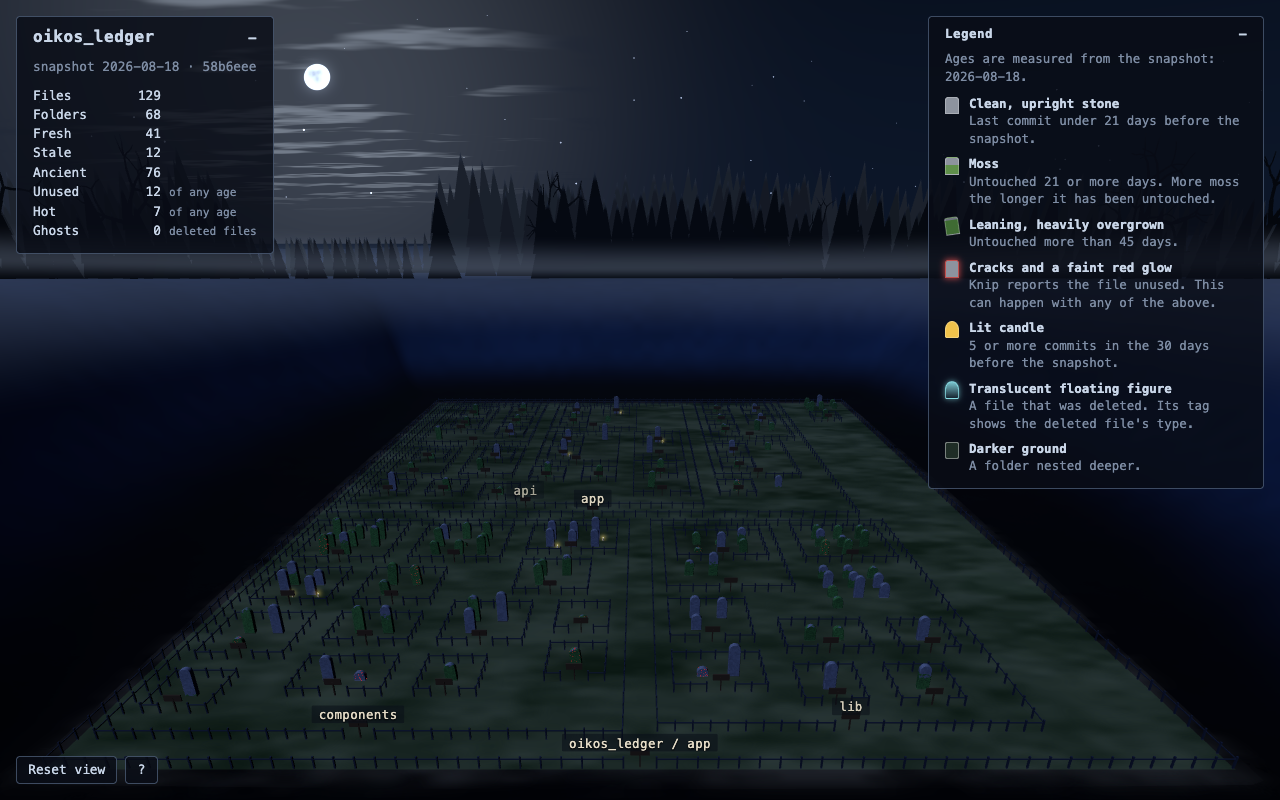 oikos_ledger
–
snapshot 2026-08-18 · 58b6eee
Files 129
Folders 68
Fresh 41
Stale 12
Ancient 76
Unused 12 of any age
Hot 7 of any age
Ghosts 0 deleted files
Legend
–
Ages are measured from the snapshot:
2026-08-18.
Clean, upright stone
Last commit under 21 days before the
snapshot.
Moss
Untouched 21 or more days. More moss
the longer it has been untouched.
Leaning, heavily overgrown
Untouched more than 45 days.
Cracks and a faint red glow
Knip reports the file unused. This
can happen with any of the above.
Lit candle
5 or more commits in the 30 days
before the snapshot.
Translucent floating figure
A file that was deleted. Its tag
shows the deleted file's type.
Darker ground
A folder nested deeper.
api
app
components
lib
oikos_ledger / app
Reset view
?